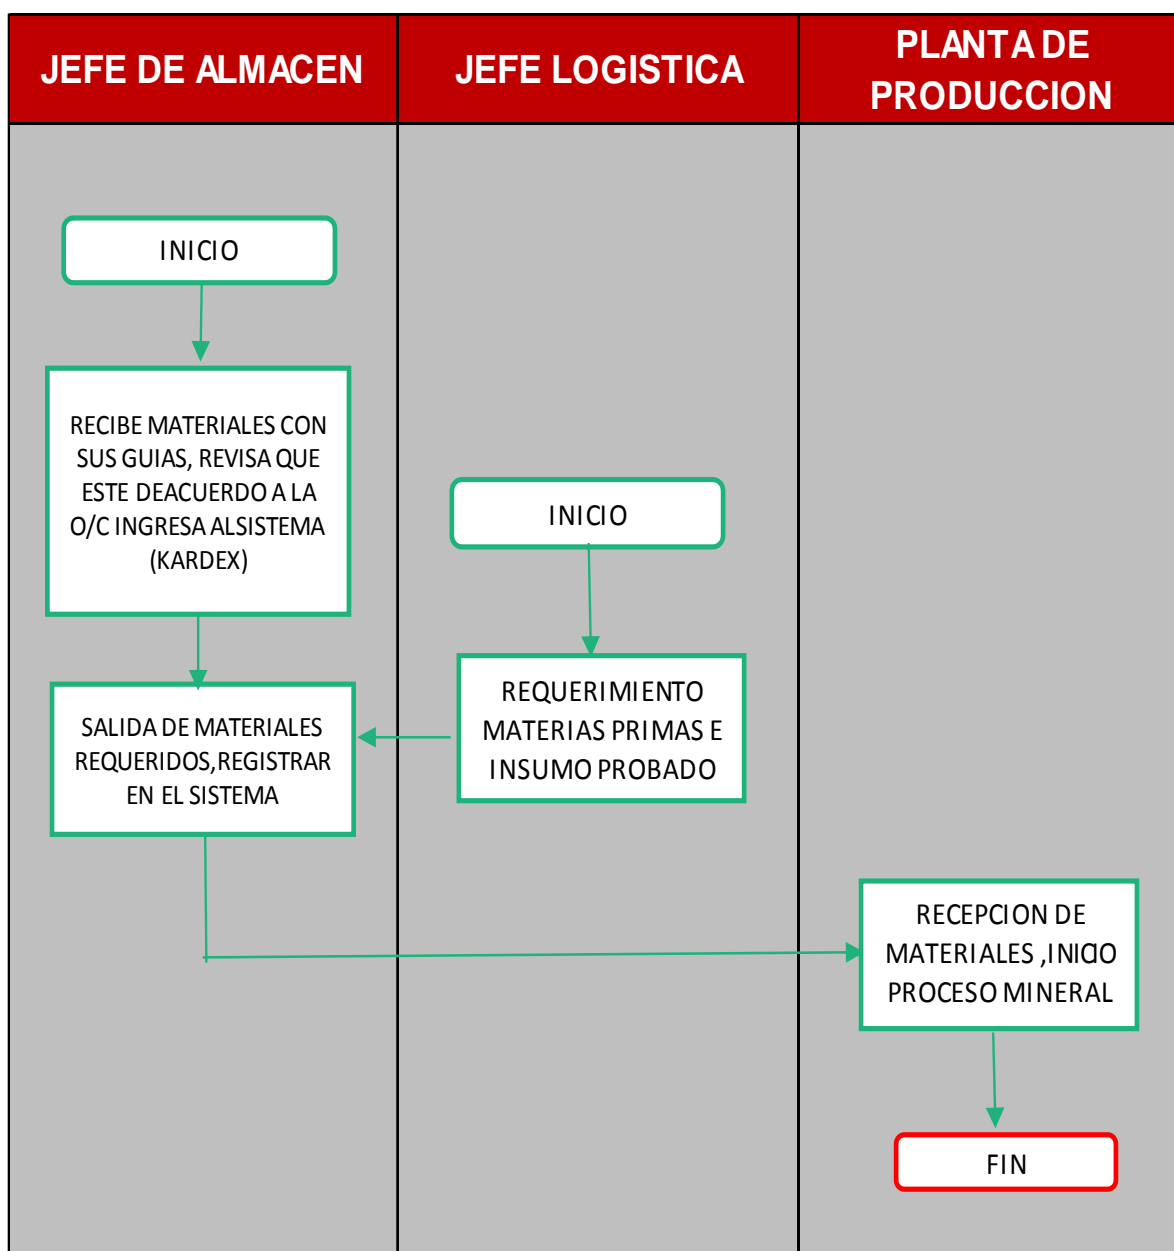 JEFE DE ALMACEN
JEFE LOGISTICA
PLANTA DE
PRODUCCION
INICIO
RECIBE MATERIALES CON
SUS GUIAS, REVISA QUE
ESTE DEACUERDO A LA
O/C INGRESA ALSISTEMA
(KARDEX)
SALIDA DE MATERIALES
REQUERIDOS,REGISTRAR
EN EL SISTEMA
INICIO
REQUERIMIENTO
MATERIAS PRIMAS E
INSUMO PROBADO
RECEPCION DE
MATERIALES ,INICIO
PROCESO MINERAL
FIN